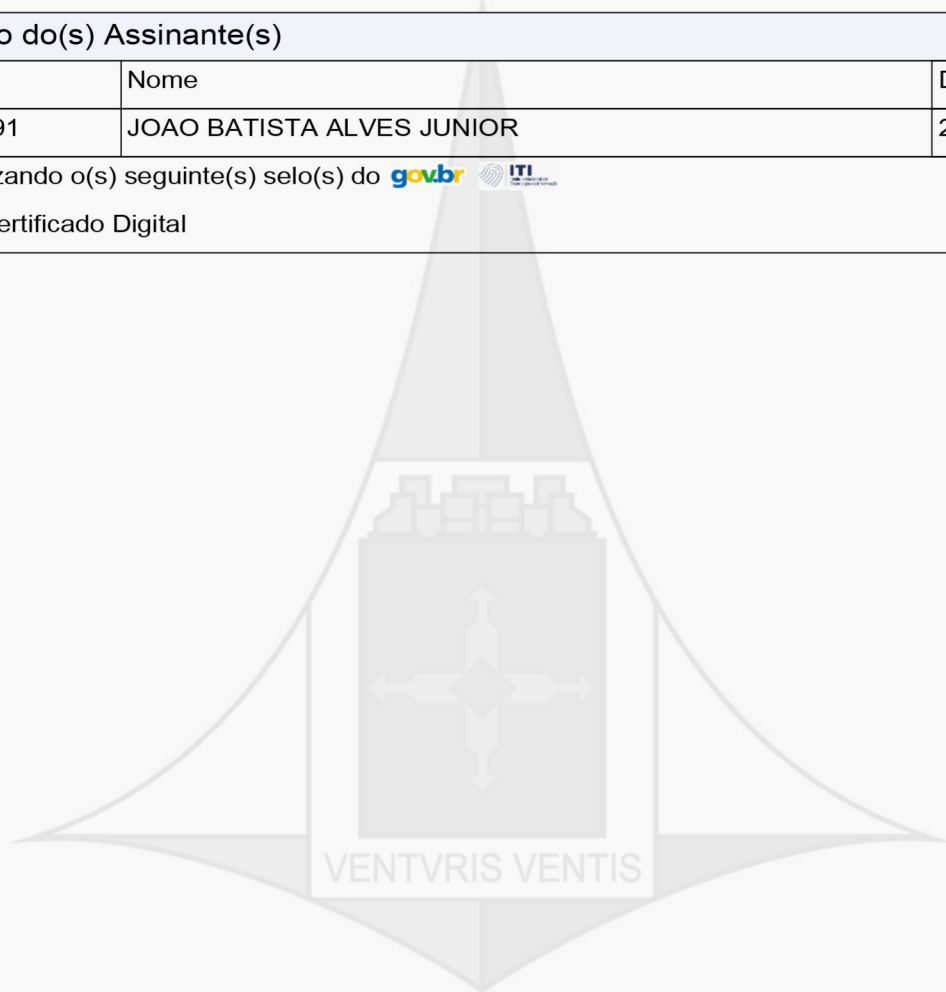 o do(s) Assinante(s)
Nome D
91 JOAO BATISTA ALVES JUNIOR 2
zando o(s) seguinte(s) selo(s) do gov.br ITI
ertificado Digital
VENTVRIS VENTIS